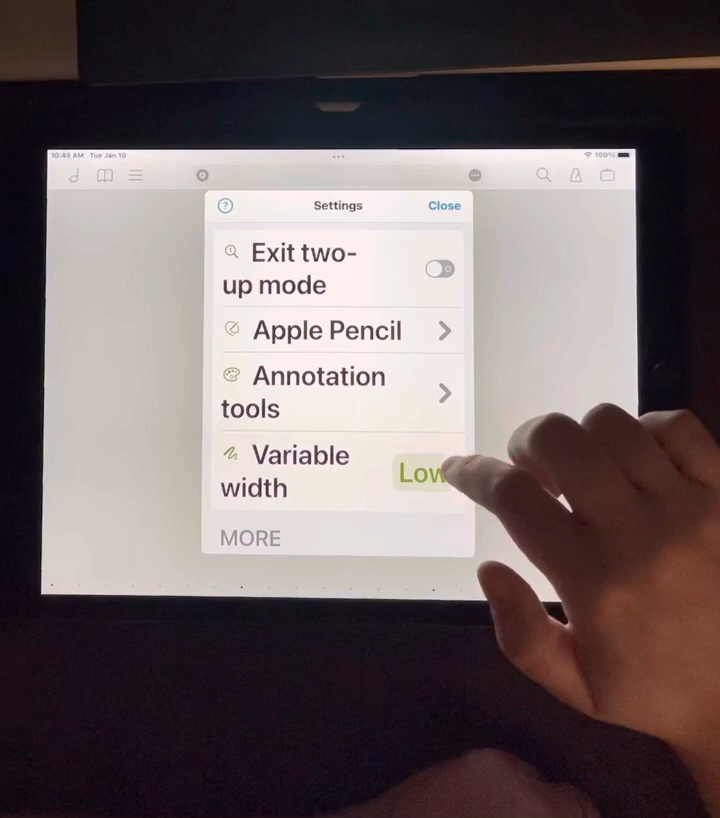 10:49 AM Tue Jan 10
100%
?
Settings
Close
Exit two-
up mode
Apple Pencil
Annotation
tools
Variable
width
Low
MORE